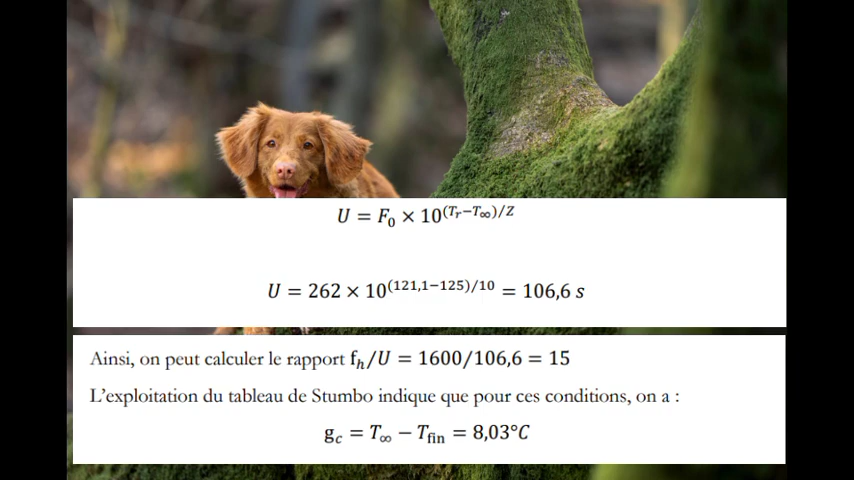 U = F₀ × 10^(Tᵣ−T∞)/Z
U = 262 × 10^(121,1−125)/10 = 106,6 s
Ainsi, on peut calculer le rapport fₕ/U = 1600/106,6 = 15
L'exploitation du tableau de Stumbo indique que pour ces conditions, on a :
g_c = T∞ − T_fin = 8,03°C